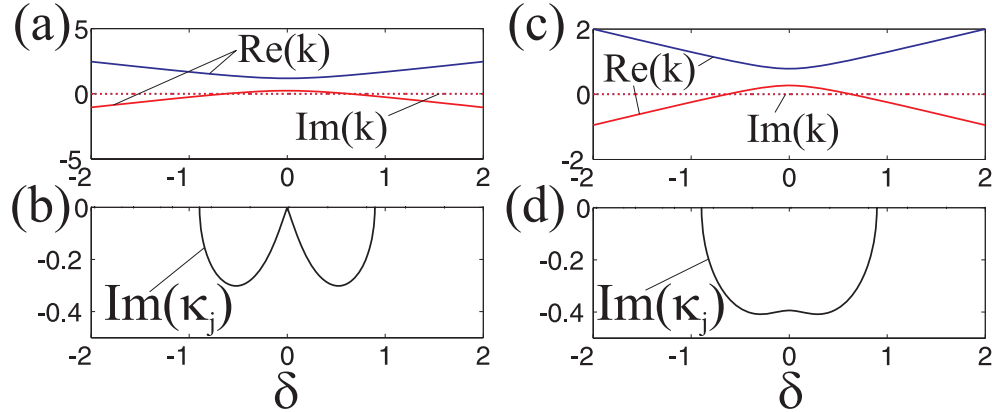 (a)
5
0
-5
Re(k)
Im(k)
-2 -1 0 1 2
(b)
0
-0.2
-0.4
Im(κj)
-2 -1 0 1 2
δ
(c)
2
0
-2
Re(k)
Im(k)
-2 -1 0 1 2
(d)
0
-0.2
-0.4
Im(κj)
-2 -1 0 1 2
δ